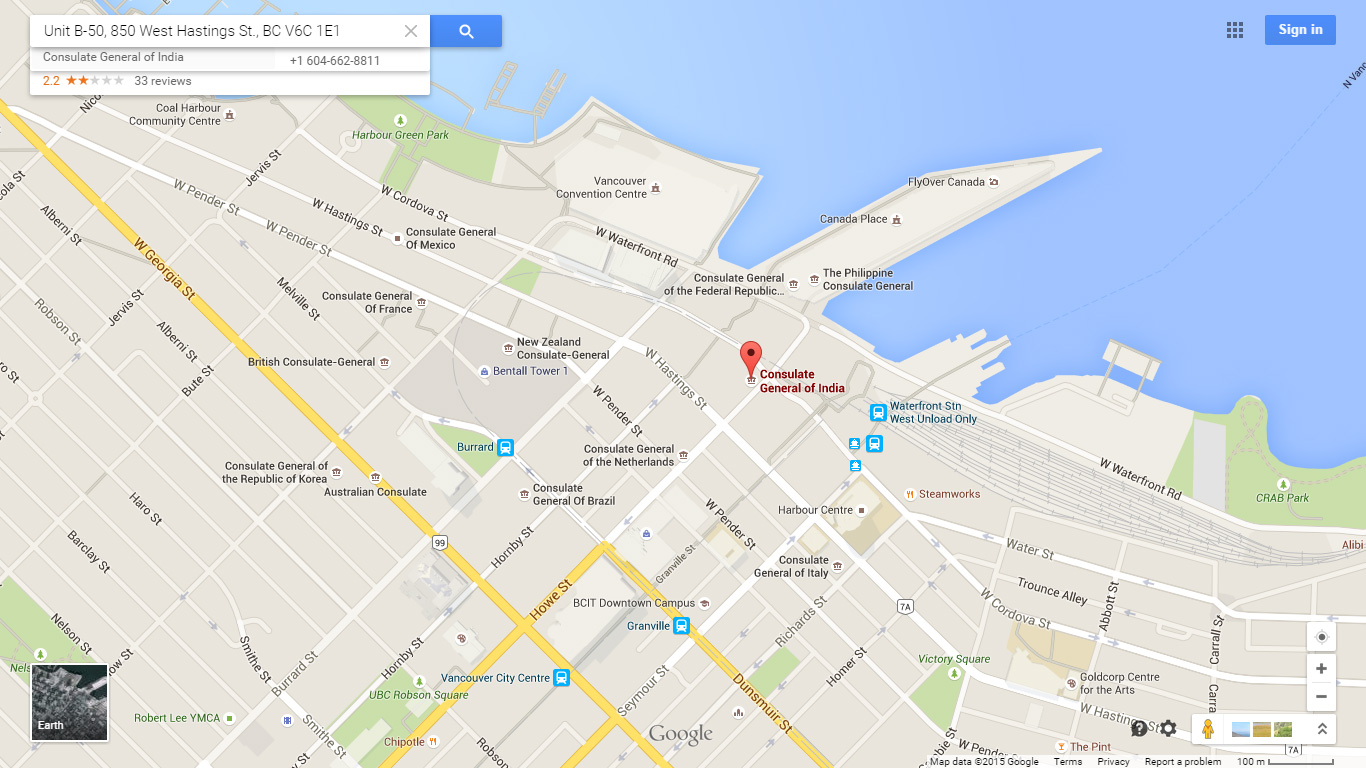 Unit B-50, 850 West Hastings St., BC V6C 1E1
Sign in
Consulate General of India
+1 604-662-8811
2.2
33 reviews
N Vanc
Nico
Coal Harbour
Community Centre
Harbour Green Park
Jervis St
W Pender St
W Cordova St
W Hastings St
Vancouver
Convention Centre
FlyOver Canada
Canada Place
ola St
Alberni St
W Georgia St
W Pender St
Consulate General
Of Mexico
W Waterfront Rd
Consulate General
of the Federal Republic...
The Philippine
Consulate General
Robson St
Jervis St
Melville St
Consulate General
Of France
Alberni St
New Zealand
Consulate-General
British Consulate-General
Bentall Tower 1
Bute St
W Hastings St
W Pender St
Consulate
General of India
Waterfront Stn
West Unload Only
Burrard
Consulate General
of the Netherlands
Consulate General of
the Republic of Korea
Australian Consulate
Consulate
General Of Brazil
W Waterfront Rd
Steamworks
CRAB Park
Haro St
W Pender St
Harbour Centre
Barclay St
99
Hornby St
Granville St
Consulate
General of Italy
Water St
Alibi
Howe St
BCIT Downtown Campus
Granville
7A
Trounce Alley
W Cordova St
Abbott St
Richards St
Carrall St
Nelson St
Smithe St
Hornby St
Burrard St
Nels
ow St
Vancouver City Centre
UBC Robson Square
Homer St
Victory Square
Goldcorp Centre
for the Arts
Carra
Dunsmuir St
Seymour St
Earth
Robert Lee YMCA
Smithe St
Chipotle
Robso
Google
W Hasting
W Pender
bie St
The Pint
7A
Map data ©2015 Google
Terms
Privacy
Report a problem
100 m